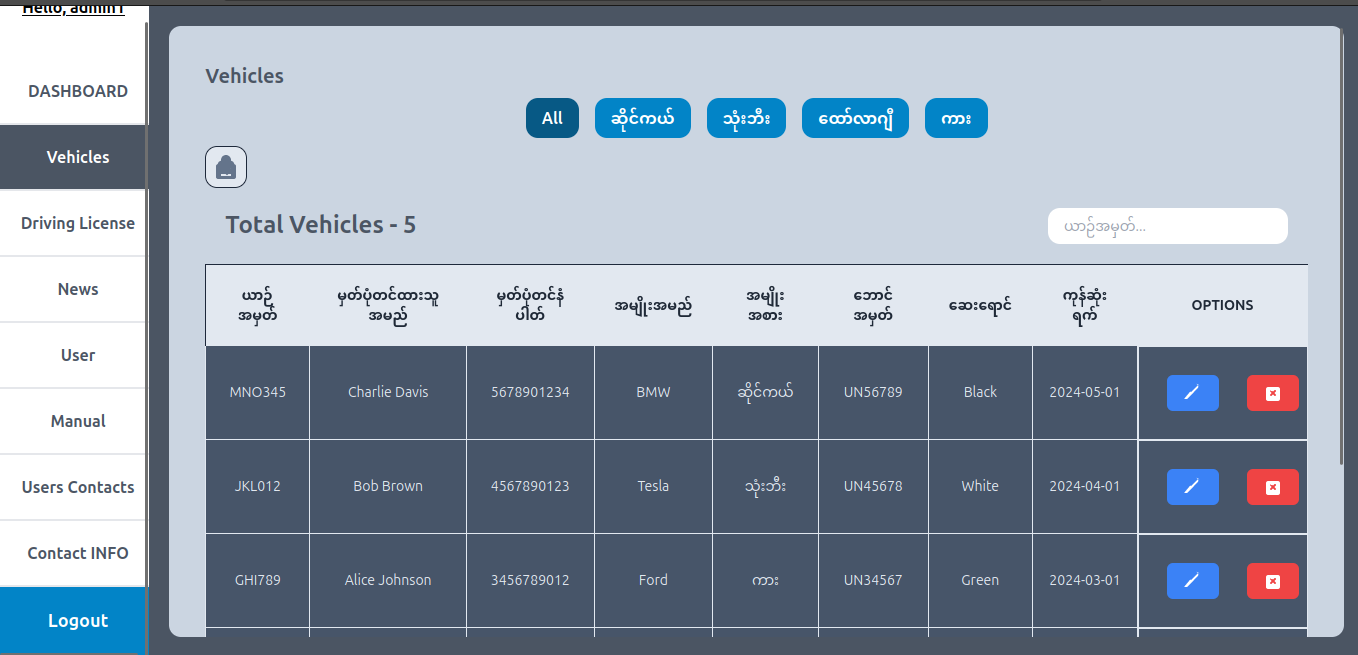 Hello, admin1
DASHBOARD
Vehicles
Driving License
News
User
Manual
Users Contacts
Contact INFO
Logout
Vehicles
All ဆိုင်ကယ် သုံးဘီး ထော်လာဂျီ ကား
Total Vehicles - 5
ယာဉ်အမှတ်...
ယာဉ် အမှတ် မှတ်ပုံတင်ထားသူ အမည် မှတ်ပုံတင်နံ ပါတ် အမျိုးအမည် အမျိုး အစား ဘောင် အမှတ် ဆေးရောင် ကုန်ဆုံး ရက် OPTIONS
MNO345 Charlie Davis 5678901234 BMW ဆိုင်ကယ် UN56789 Black 2024-05-01
JKL012 Bob Brown 4567890123 Tesla သုံးဘီး UN45678 White 2024-04-01
GHI789 Alice Johnson 3456789012 Ford ကား UN34567 Green 2024-03-01